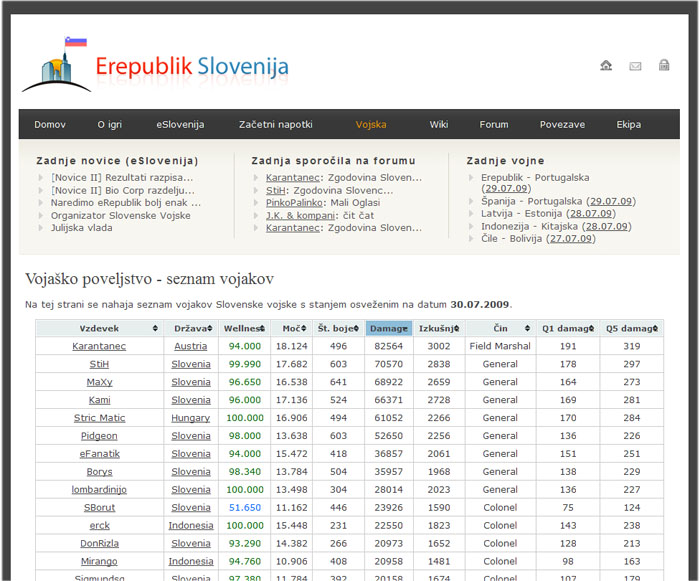 Erepublik Slovenija
Domov O igri eSlovenija Začetni napotki Vojska Wiki Forum Povezave Ekipa
Zadnje novice (eSlovenija)
[Novice II] Rezultati razpisa...
[Novice II] Bio Corp razdelju...
Naredimo eRepublik bolj enak ...
Organizator Slovenske Vojske
Julijska vlada
Zadnja sporočila na forumu
Karantanec: Zgodovina Sloven...
StiH: Zgodovina Slovenc...
PinkoPalinko: Mali Oglasi
J.K. & kompani: čit čat
Karantanec: Zgodovina Sloven...
Zadnje vojne
Erepublik - Portugalska
(29.07.09)
Španija - Portugalska (29.07.09)
Latvija - Estonija (28.07.09)
Indonezija - Kitajska (28.07.09)
Čile - Bolivija (27.07.09)
Vojaško poveljstvo - seznam vojakov
Na tej strani se nahaja seznam vojakov Slovenske vojske s stanjem osveženim na datum 30.07.2009.
Vzdevek Država Wellness Moč Št. bojev Damage Izkušnje Čin Q1 damage Q5 damage
Karantanec Austria 94.000 18.124 496 82564 3002 Field Marshal 191 319
StiH Slovenia 99.990 17.682 603 70570 2838 General 178 297
MaXy Slovenia 96.650 16.538 641 68922 2659 General 164 273
Kami Slovenia 96.000 17.136 524 66371 2728 General 169 281
Stric Matic Hungary 100.000 16.906 494 61052 2266 General 170 284
Pidgeon Slovenia 98.000 13.638 603 52650 2256 General 136 226
eFanatik Slovenia 94.000 15.472 418 36857 2061 General 151 251
Borys Slovenia 98.340 13.784 504 35957 1968 General 138 229
lombardinijo Slovenia 100.000 13.498 304 28014 2023 General 136 227
SBorut Slovenia 51.650 11.162 446 23926 1590 Colonel 75 124
erck Indonesia 100.000 15.448 231 22550 1823 Colonel 143 238
DonRizla Slovenia 93.290 14.382 266 20973 1652 Colonel 139 231
Mirango Indonesia 94.760 10.906 408 20958 1481 Colonel 98 163
Sigmundsg Slovenia 97.380 11.784 392 20158 1674 Colonel 107 179